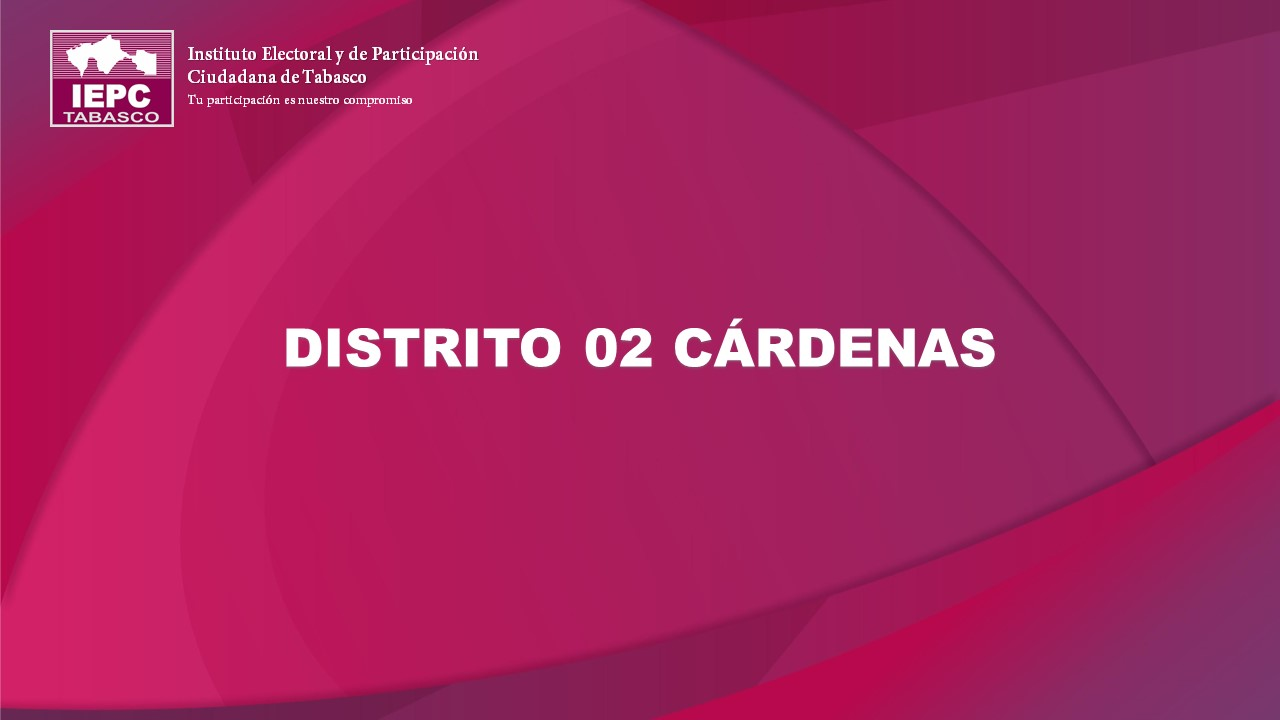 IEPC
TABASCO
Instituto Electoral y de Participación
Ciudadana de Tabasco
Tu participación es nuestro compromiso
DISTRITO 02 CÁRDENAS